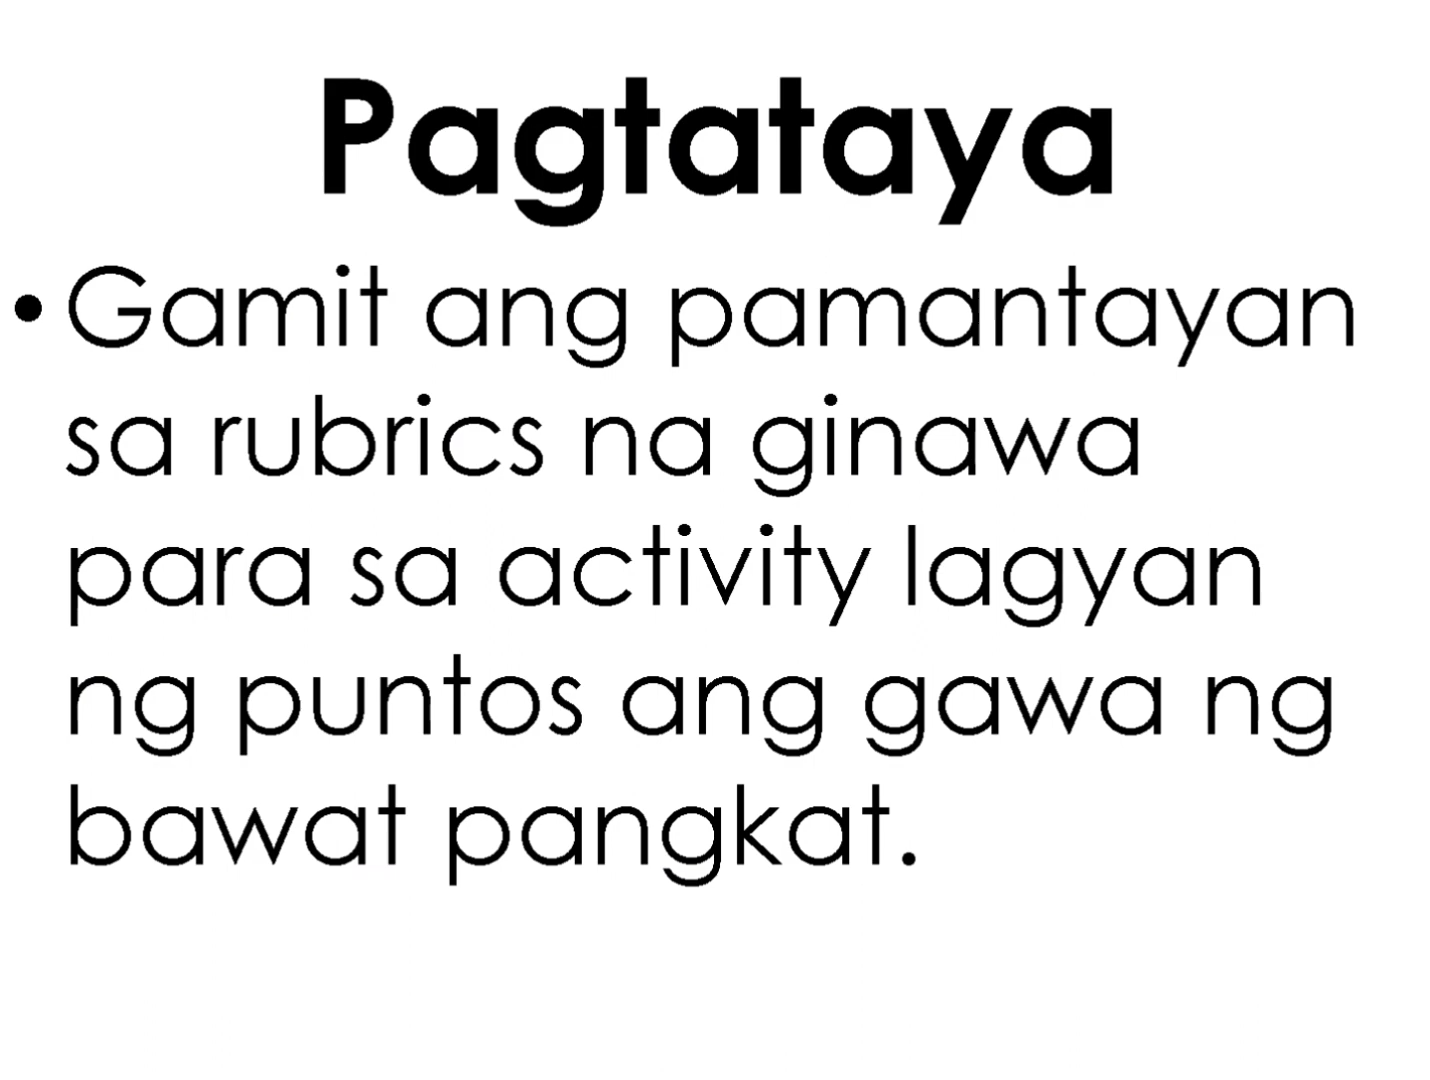 Pagtataya
• Gamit ang pamantayan
sa rubrics na ginawa
para sa activity lagyan
ng puntos ang gawa ng
bawat pangkat.